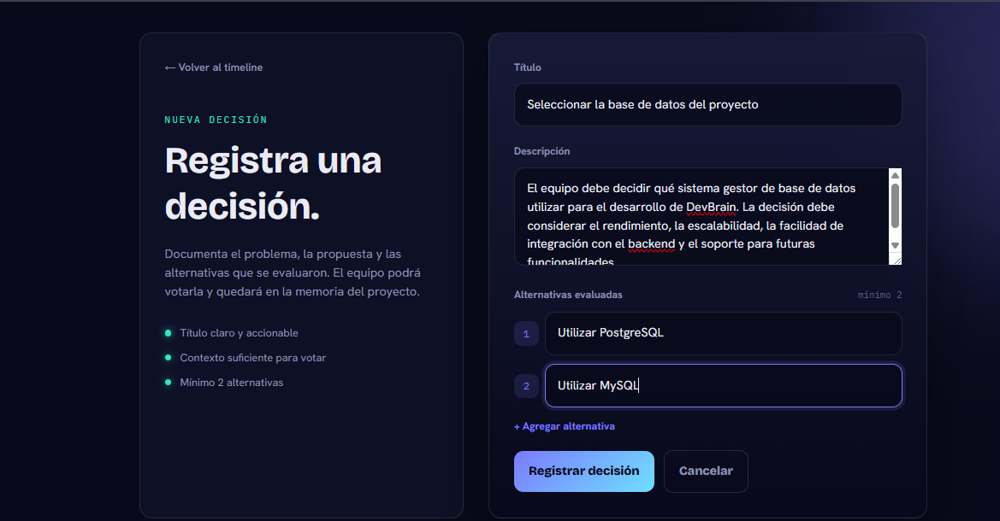 ← Volver al timeline
NUEVA DECISIÓN
Registra una
decisión.
Documenta el problema, la propuesta y las
alternativas que se evaluaron. El equipo podrá
votarla y quedará en la memoria del proyecto.
Título claro y accionable
Contexto suficiente para votar
Mínimo 2 alternativas
Título
Seleccionar la base de datos del proyecto
Descripción
El equipo debe decidir qué sistema gestor de base de datos
utilizar para el desarrollo de DevBrain. La decisión debe
considerar el rendimiento, la escalabilidad, la facilidad de
integración con el backend y el soporte para futuras
funcionalidades.
Alternativas evaluadas
mínimo 2
1
Utilizar PostgreSQL
2
Utilizar MySQL
+ Agregar alternativa
Registrar decisión
Cancelar